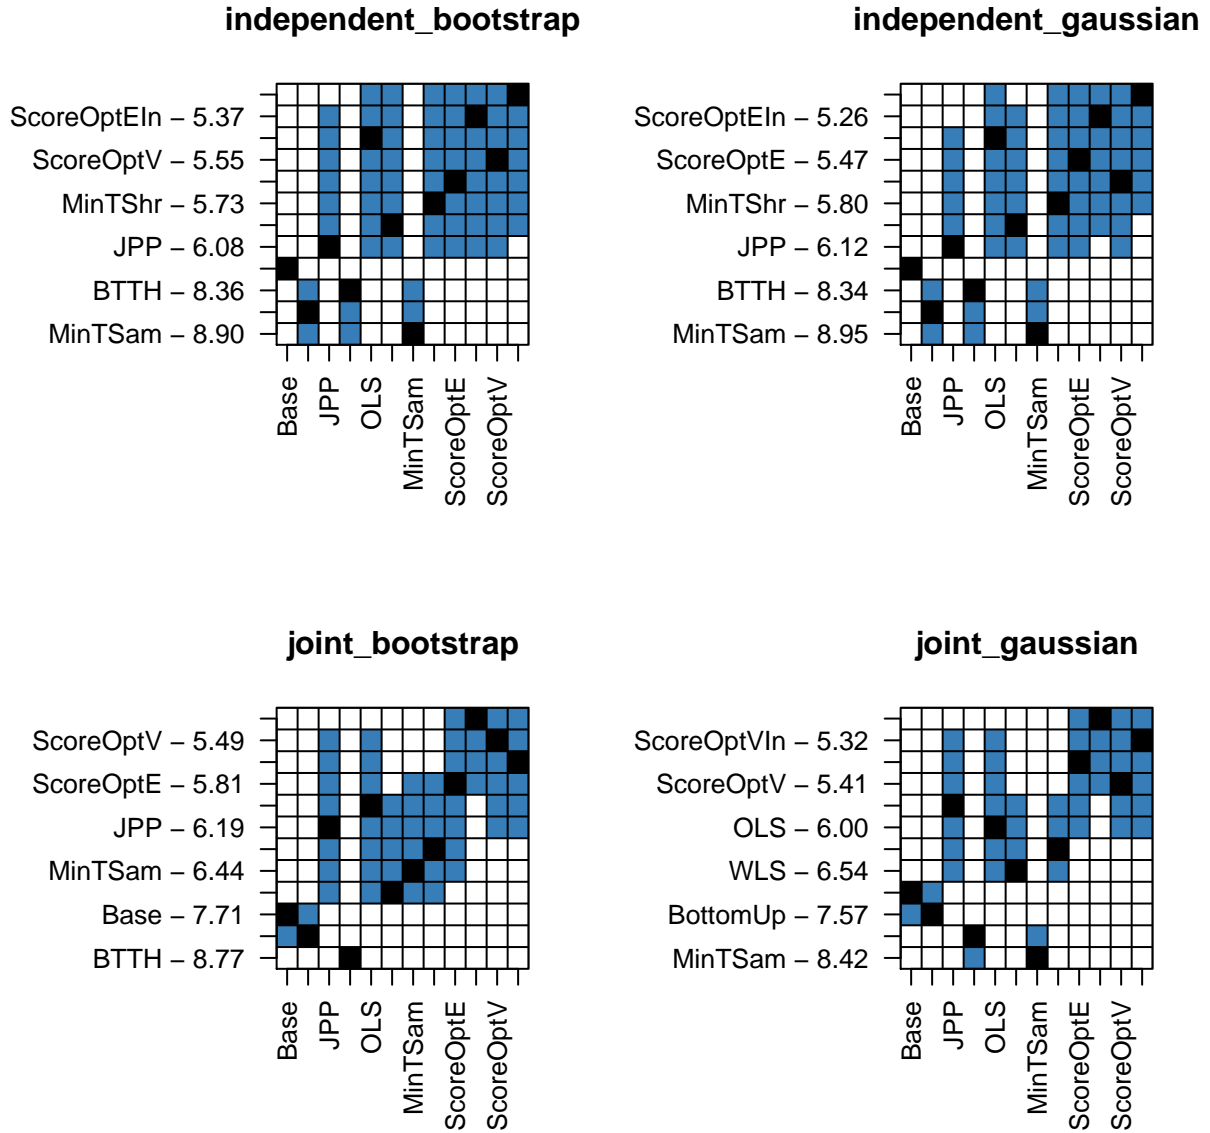 independent_bootstrap
ScoreOptEIn − 5.37
ScoreOptV − 5.55
MinTShr − 5.73
JPP − 6.08
BTTH − 8.36
MinTSam − 8.90
Base
JPP
OLS
MinTSam
ScoreOptE
ScoreOptV
independent_gaussian
ScoreOptEIn − 5.26
ScoreOptE − 5.47
MinTShr − 5.80
JPP − 6.12
BTTH − 8.34
MinTSam − 8.95
Base
JPP
OLS
MinTSam
ScoreOptE
ScoreOptV
joint_bootstrap
ScoreOptV − 5.49
ScoreOptE − 5.81
JPP − 6.19
MinTSam − 6.44
Base − 7.71
BTTH − 8.77
Base
JPP
OLS
MinTSam
ScoreOptE
ScoreOptV
joint_gaussian
ScoreOptVIn − 5.32
ScoreOptV − 5.41
OLS − 6.00
WLS − 6.54
BottomUp − 7.57
MinTSam − 8.42
Base
JPP
OLS
MinTSam
ScoreOptE
ScoreOptV